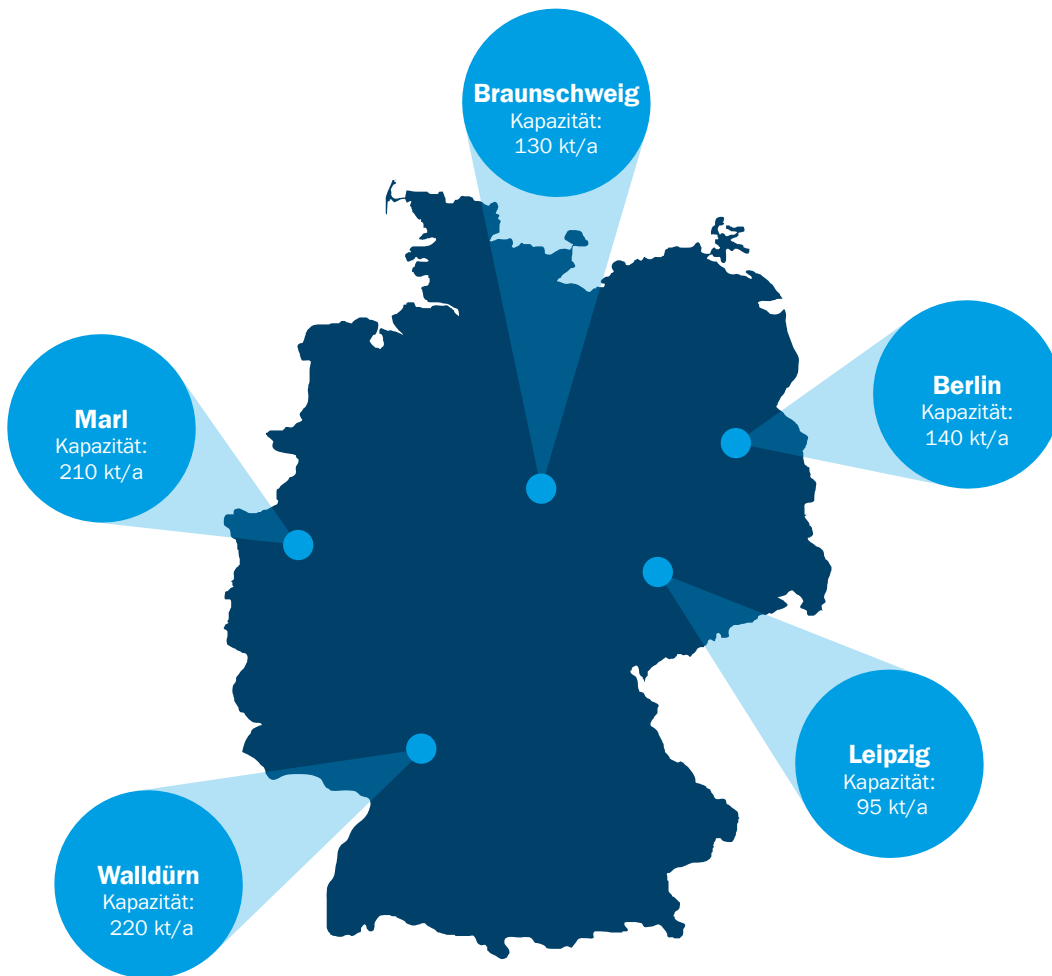 Braunschweig
Kapazität:
130 kt/a
Berlin
Kapazität:
140 kt/a
Marl
Kapazität:
210 kt/a
Leipzig
Kapazität:
95 kt/a
Walldürn
Kapazität:
220 kt/a